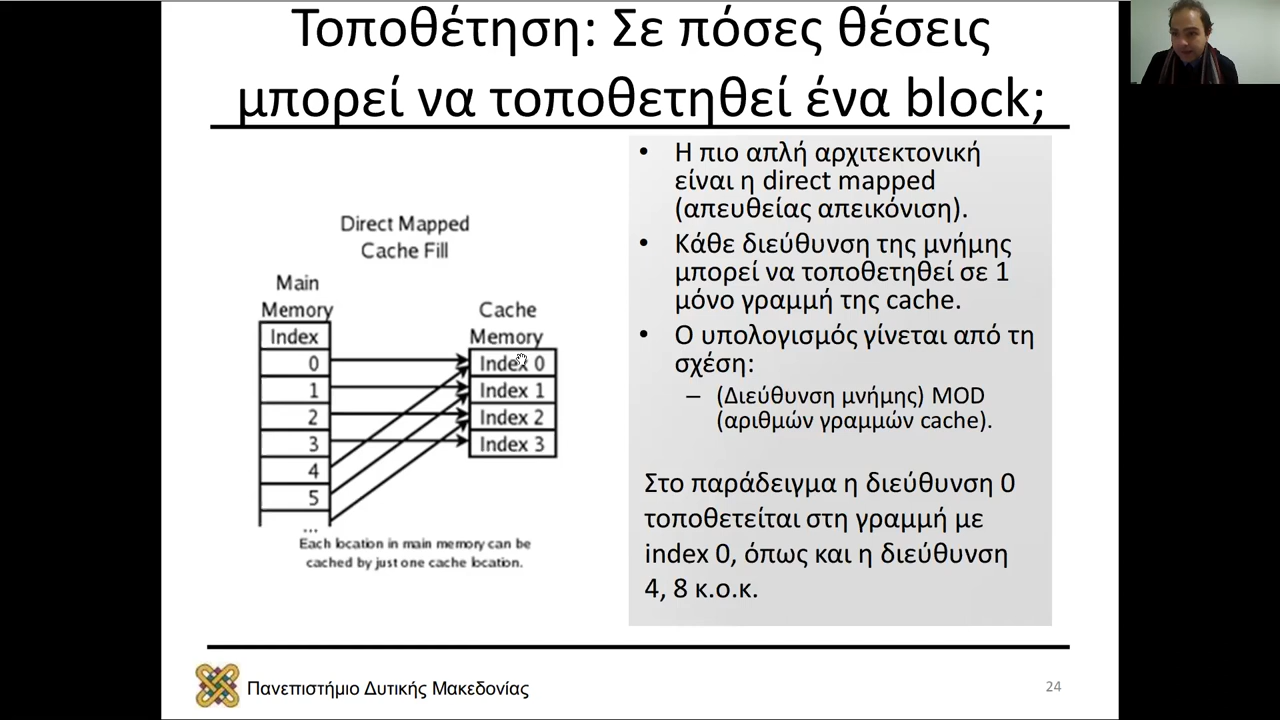 Τοποθέτηση: Σε πόσες θέσεις
μπορεί να τοποθετηθεί ένα block;
Direct Mapped
Cache Fill
Main
Memory
Index
0
1
2
3
4
5
...
Cache
Memory
Index 0
Index 1
Index 2
Index 3
Each location in main memory can be
cached by just one cache location.
• Η πιο απλή αρχιτεκτονική
είναι η direct mapped
(απευθείας απεικόνιση).
• Κάθε διεύθυνση της μνήμης
μπορεί να τοποθετηθεί σε 1
μόνο γραμμή της cache.
• Ο υπολογισμός γίνεται από τη
σχέση:
– (Διεύθυνση μνήμης) MOD
(αριθμών γραμμών cache).
Στο παράδειγμα η διεύθυνση 0
τοποθετείται στη γραμμή με
index 0, όπως και η διεύθυνση
4, 8 κ.ο.κ.
Πανεπιστήμιο Δυτικής Μακεδονίας
24